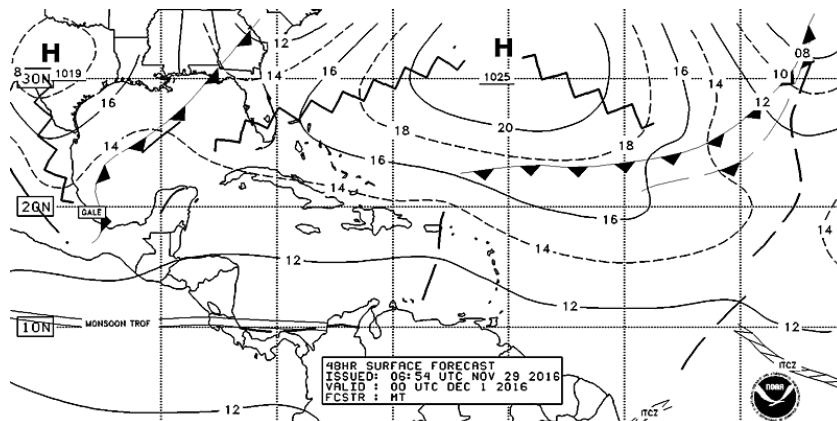 12
08
H
H
14
10
8
30N
1019
16
1025
16
14
12
16
20
18
18
14
16
14
20N
GALE
16
14
14
12
12
12
10N
MONSOON TROF
48HR SURFACE FORECAST
ISSUED: 06:54 UTC NOV 29 2016
VALID : 00 UTC DEC 1 2016
FCSTR : MT
ITCZ
NOAA
12
12
ITCZ